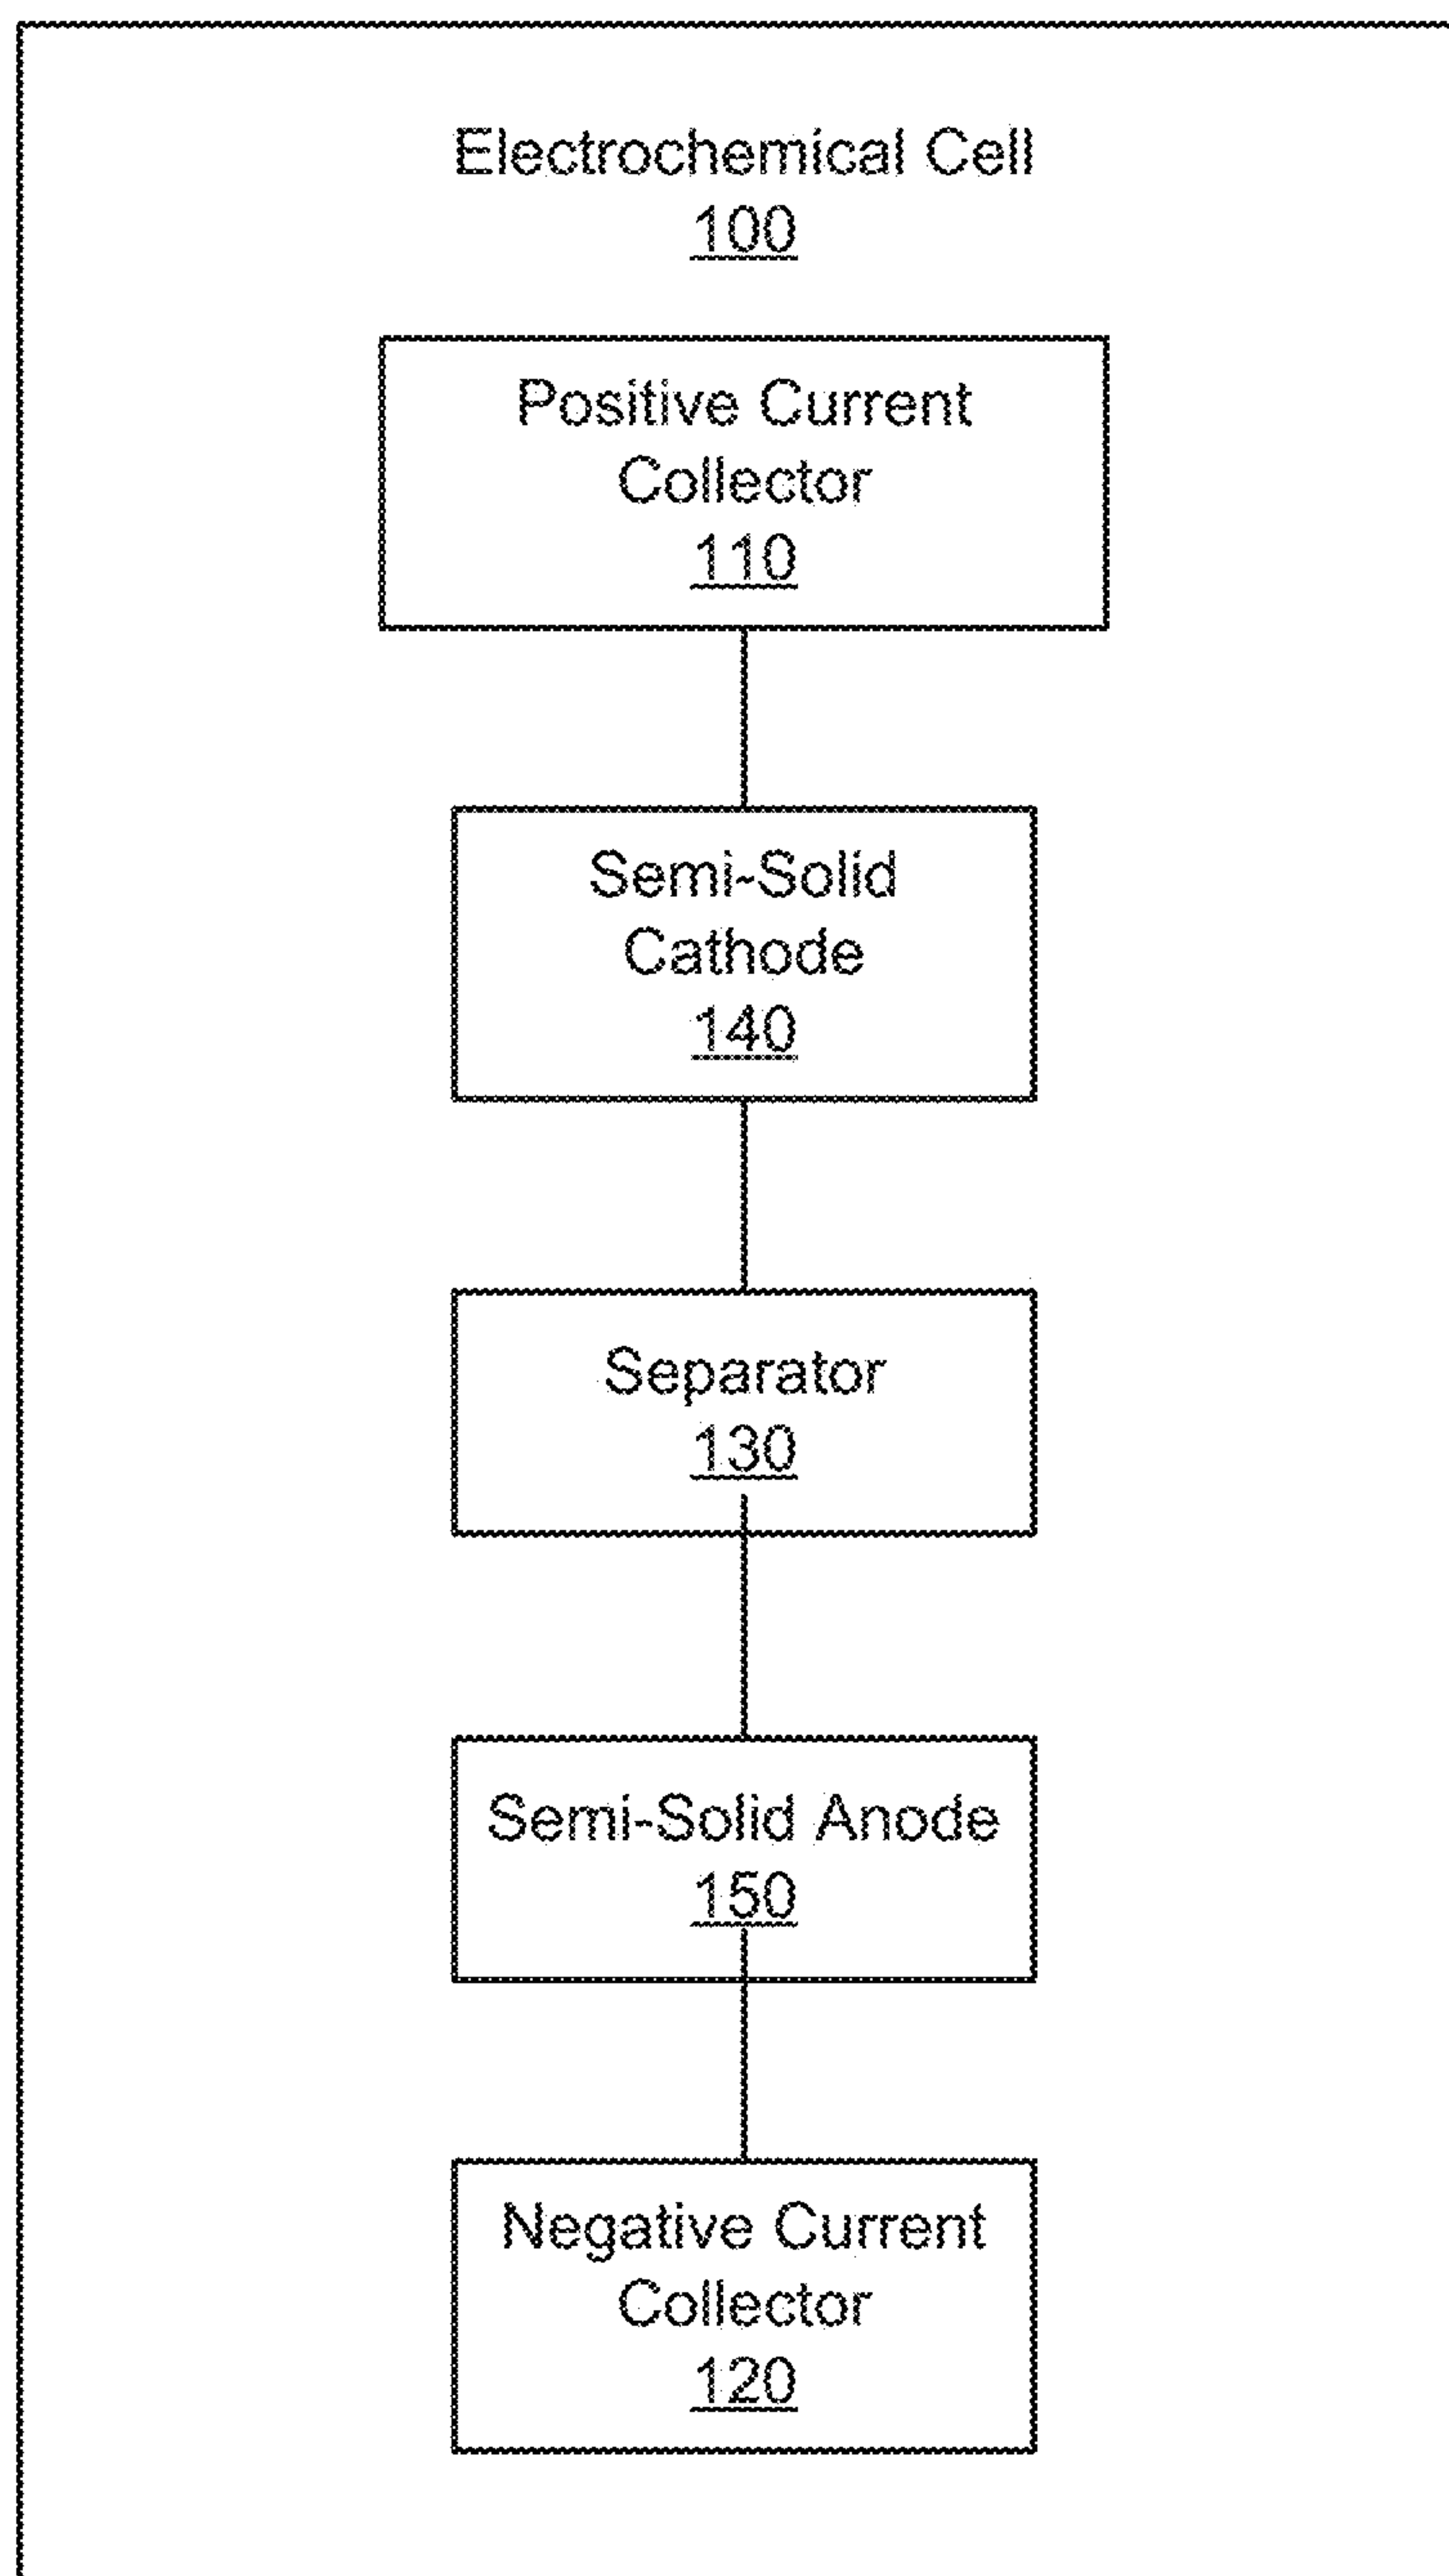 Electrochemical Cell
100
Positive Current
Collector
110
Semi-Solid
Cathode
140
Separator
130
Semi-Solid Anode
150
Negative Current
Collector
120